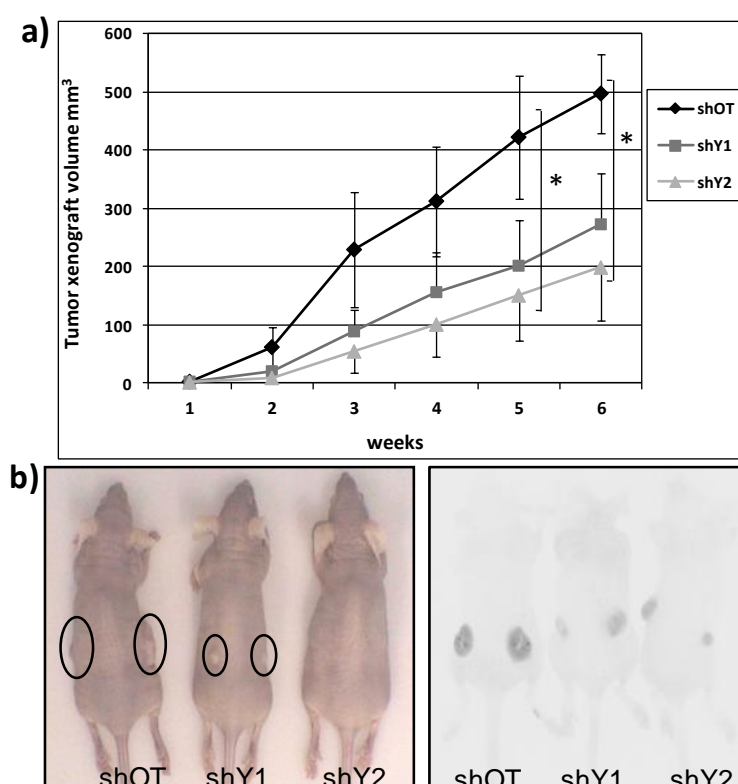 a)
Tumor xenograft volume mm³
600
500
400
300
200
100
0
1 2 3 4 5 6
weeks
shOT
shY1
shY2
*
*
b)
shOT shY1 shY2
shOT shY1 shY2